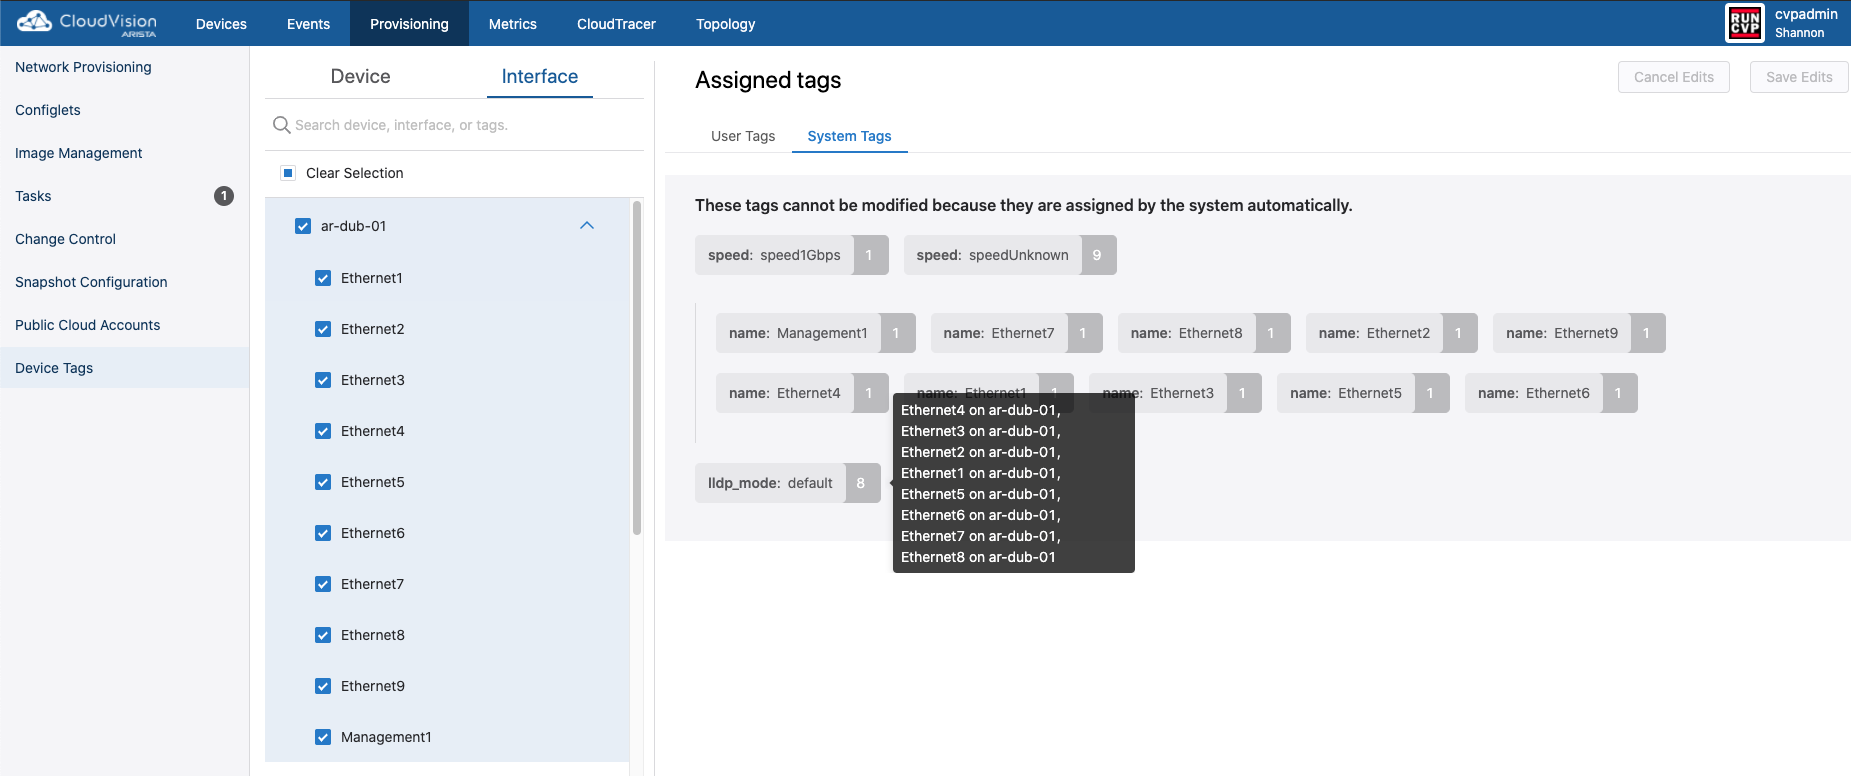 CloudVision
ARISTA
Devices
Events
Provisioning
Metrics
CloudTracer
Topology
RUN
CVP
cvpadmin
Shannon
Network Provisioning
Configlets
Image Management
Tasks
1
Change Control
Snapshot Configuration
Public Cloud Accounts
Device Tags
Device
Interface
Search device, interface, or tags.
Clear Selection
ar-dub-01
Ethernet1
Ethernet2
Ethernet3
Ethernet4
Ethernet5
Ethernet6
Ethernet7
Ethernet8
Ethernet9
Management1
Assigned tags
Cancel Edits
Save Edits
User Tags
System Tags
These tags cannot be modified because they are assigned by the system automatically.
speed: speed1Gbps 1
speed: speedUnknown 9
name: Management1 1
name: Ethernet7 1
name: Ethernet8 1
name: Ethernet2 1
name: Ethernet9 1
name: Ethernet4 1
name: Ethernet1 1
name: Ethernet3 1
name: Ethernet5 1
name: Ethernet6 1
lldp_mode: default 8
Ethernet4 on ar-dub-01,
Ethernet3 on ar-dub-01,
Ethernet2 on ar-dub-01,
Ethernet1 on ar-dub-01,
Ethernet5 on ar-dub-01,
Ethernet6 on ar-dub-01,
Ethernet7 on ar-dub-01,
Ethernet8 on ar-dub-01